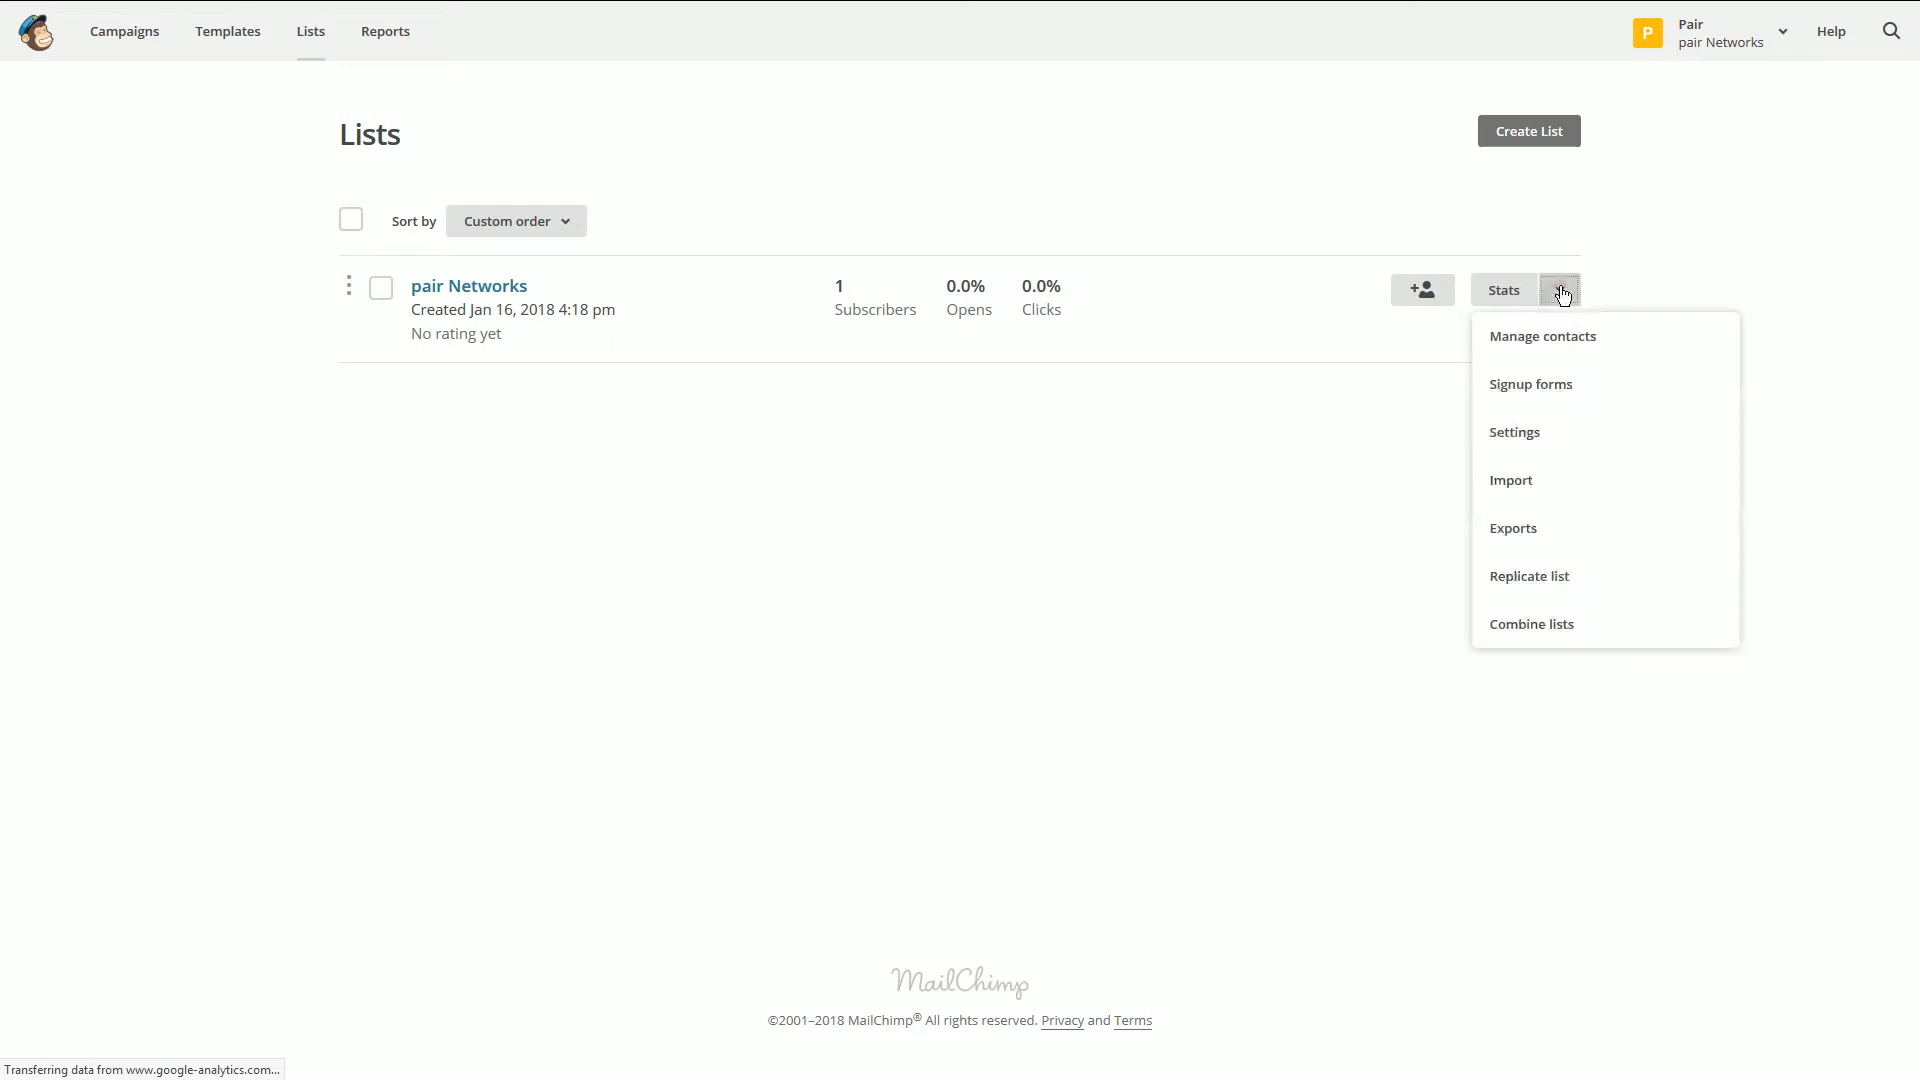 Campaigns Templates Lists Reports
P Pair
pair Networks
Help
Lists
Create List
Sort by Custom order
pair Networks 1 0.0% 0.0% Stats
Created Jan 16, 2018 4:18 pm Subscribers Opens Clicks
No rating yet
Manage contacts
Signup forms
Settings
Import
Exports
Replicate list
Combine lists
MailChimp
©2001–2018 MailChimp® All rights reserved. Privacy and Terms
Transferring data from www.google-analytics.com...